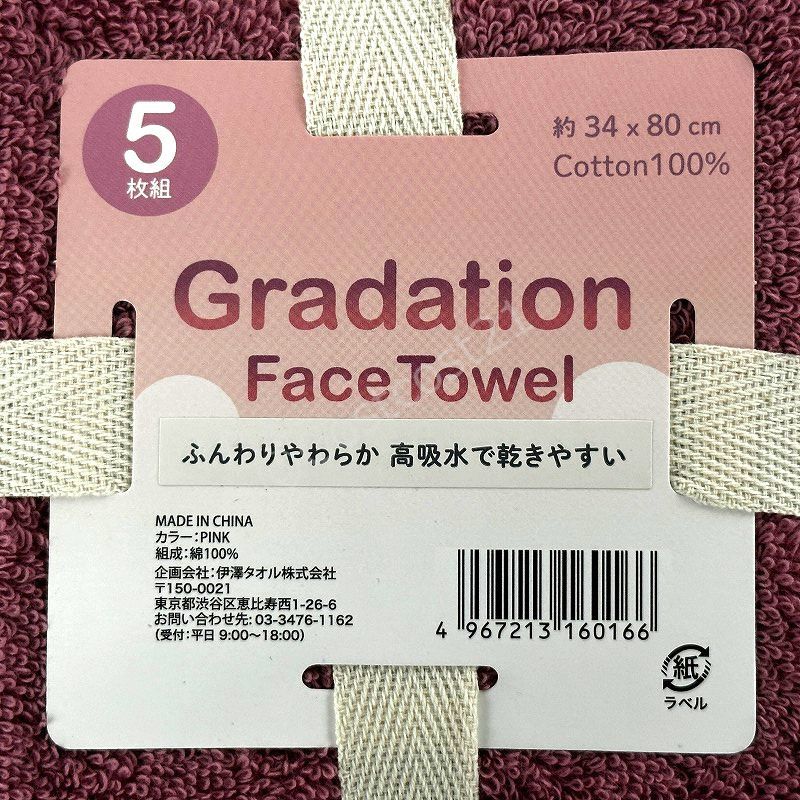 5
枚組
約 34 x 80 cm
Cotton100%
Gradation
Face Towel
ふんわりやわらか 高吸水で乾きやすい
MADE IN CHINA
カラー:PINK
組成:綿100%
企画会社:伊澤タオル株式会社
〒150-0021
東京都渋谷区恵比寿西1-26-6
お問い合わせ先: 03-3476-1162
(受付:平日 9:00〜18:00)
4 967213 160166
紙
ラベル